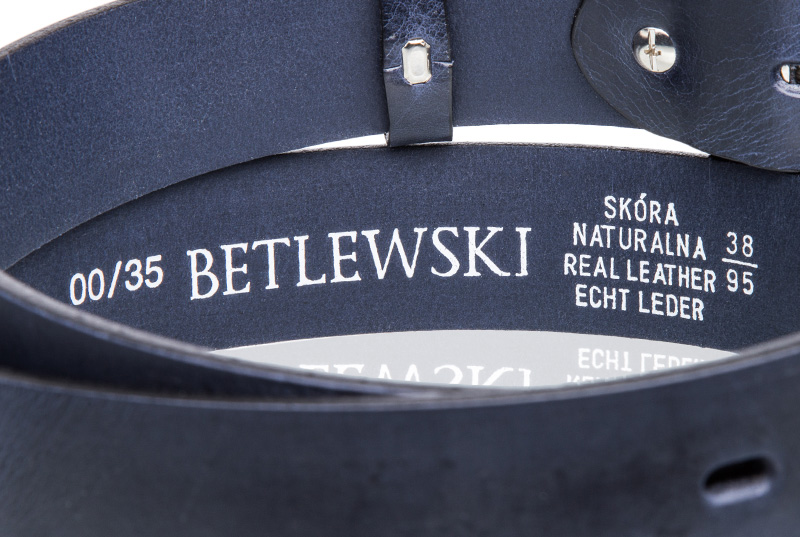 00/35
BETLEWSKI
SKÓRA
NATURALNA
REAL LEATHER
ECHT LEDER
38
95